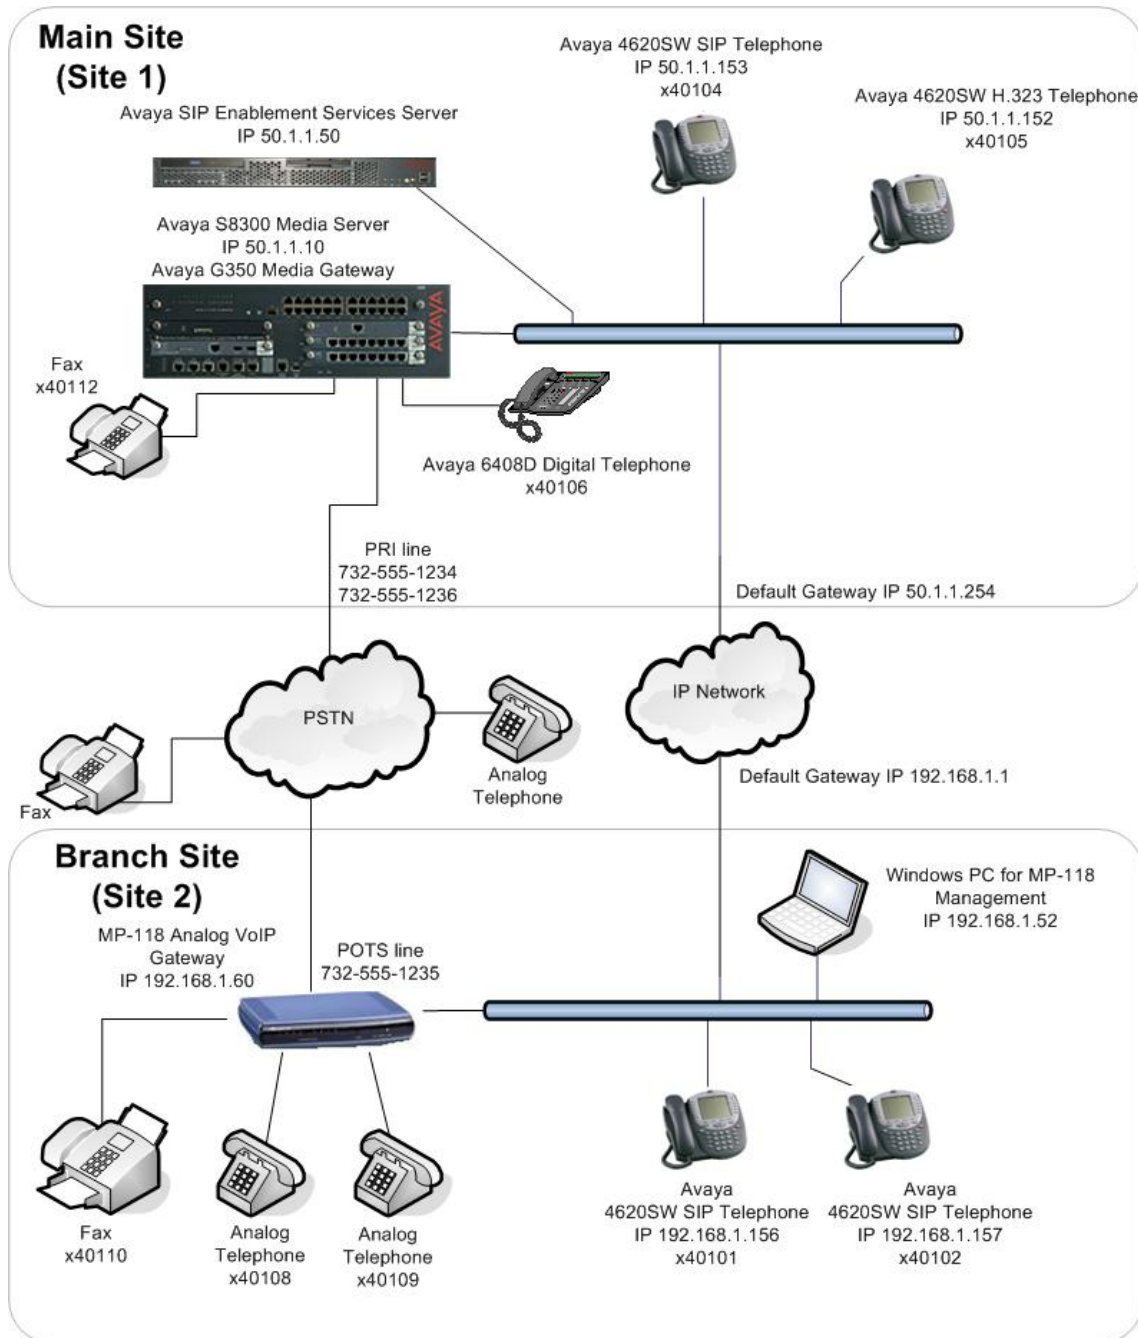 Main Site
(Site 1)
Avaya 4620SW SIP Telephone
IP 50.1.1.153
x40104
Avaya 4620SW H.323 Telephone
IP 50.1.1.152
x40105
Avaya SIP Enablement Services Server
IP 50.1.1.50
Avaya S8300 Media Server
IP 50.1.1.10
Avaya G350 Media Gateway
AVAYA
Fax
x40112
Avaya 6408D Digital Telephone
x40106
PRI line
732-555-1234
732-555-1236
Default Gateway IP 50.1.1.254
PSTN
IP Network
Analog
Telephone
Fax
Default Gateway IP 192.168.1.1
Branch Site
(Site 2)
Windows PC for MP-118
Management
IP 192.168.1.52
MP-118 Analog VoIP
Gateway
IP 192.168.1.60
POTS line
732-555-1235
Fax
x40110
Analog
Telephone
x40108
Analog
Telephone
x40109
Avaya
4620SW SIP Telephone
IP 192.168.1.156
x40101
Avaya
4620SW SIP Telephone
IP 192.168.1.157
x40102